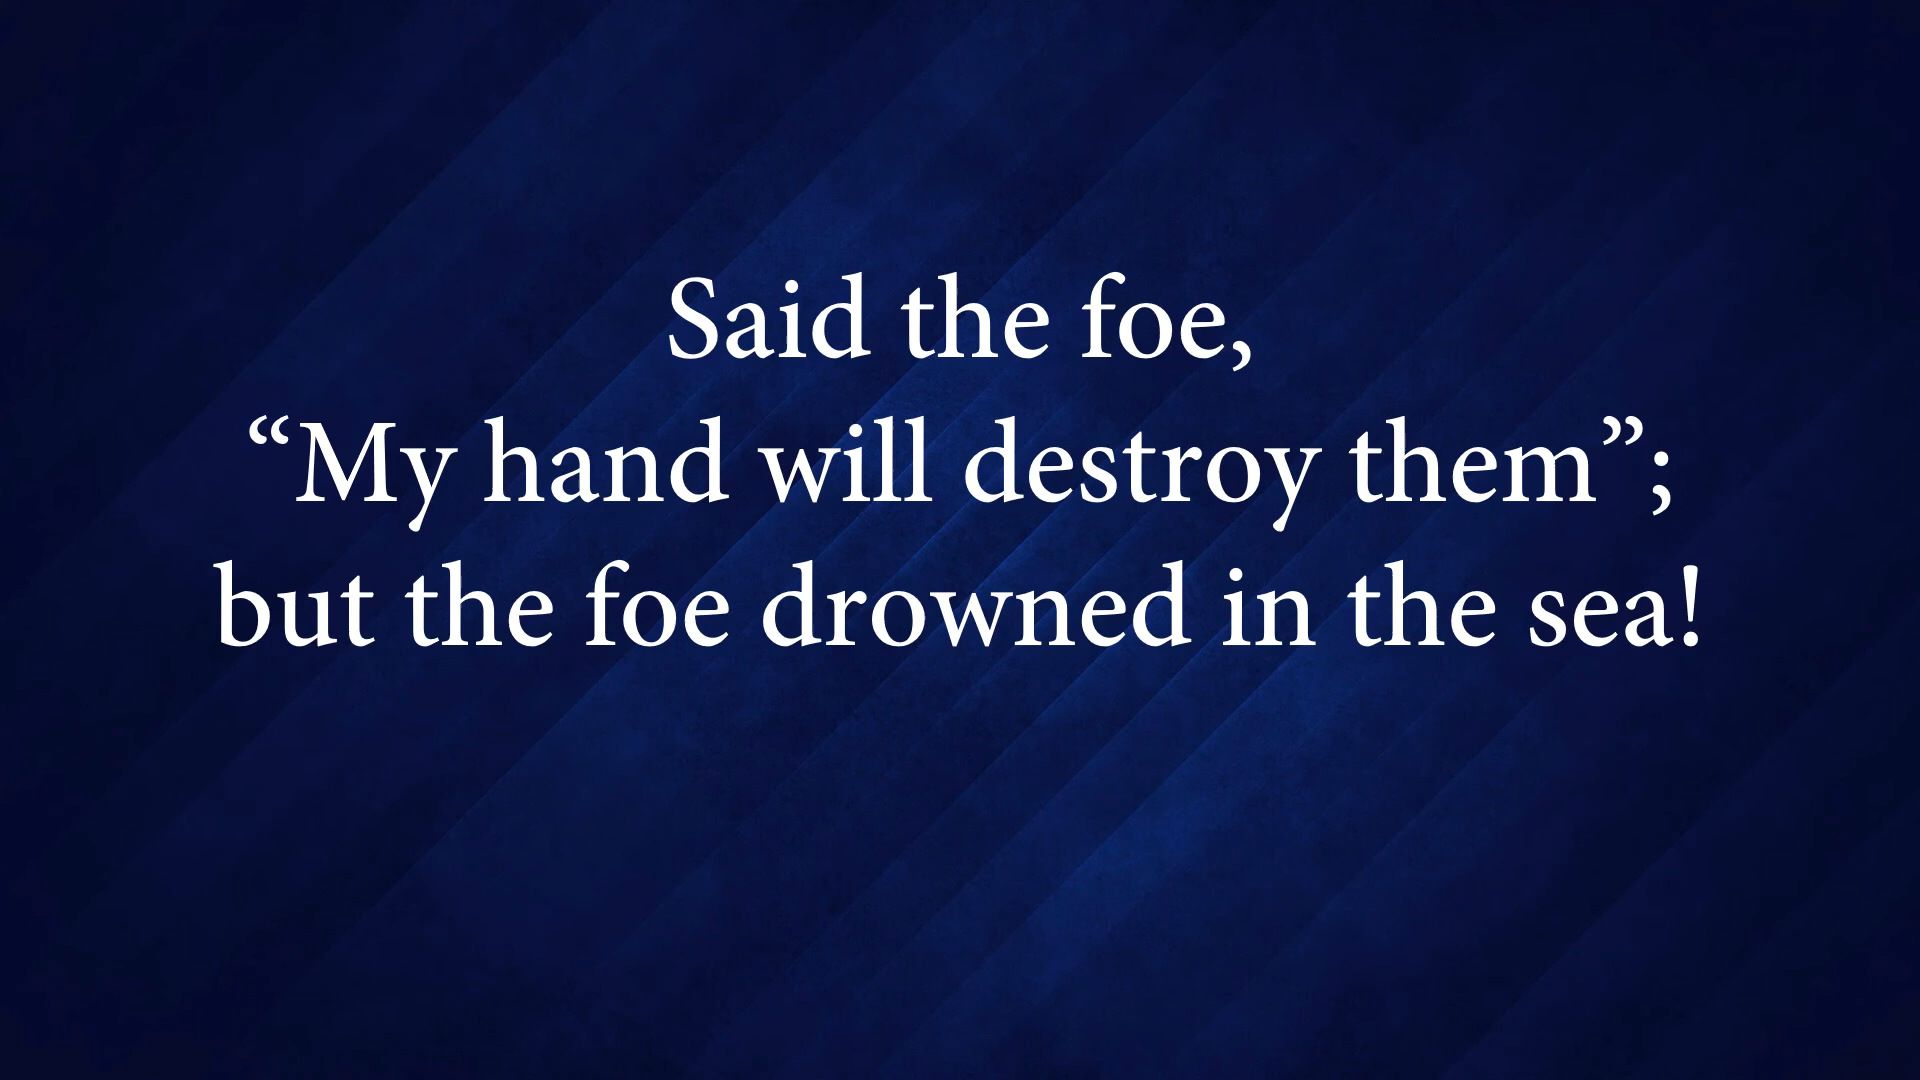 Said the foe,
“My hand will destroy them”;
but the foe drowned in the sea!